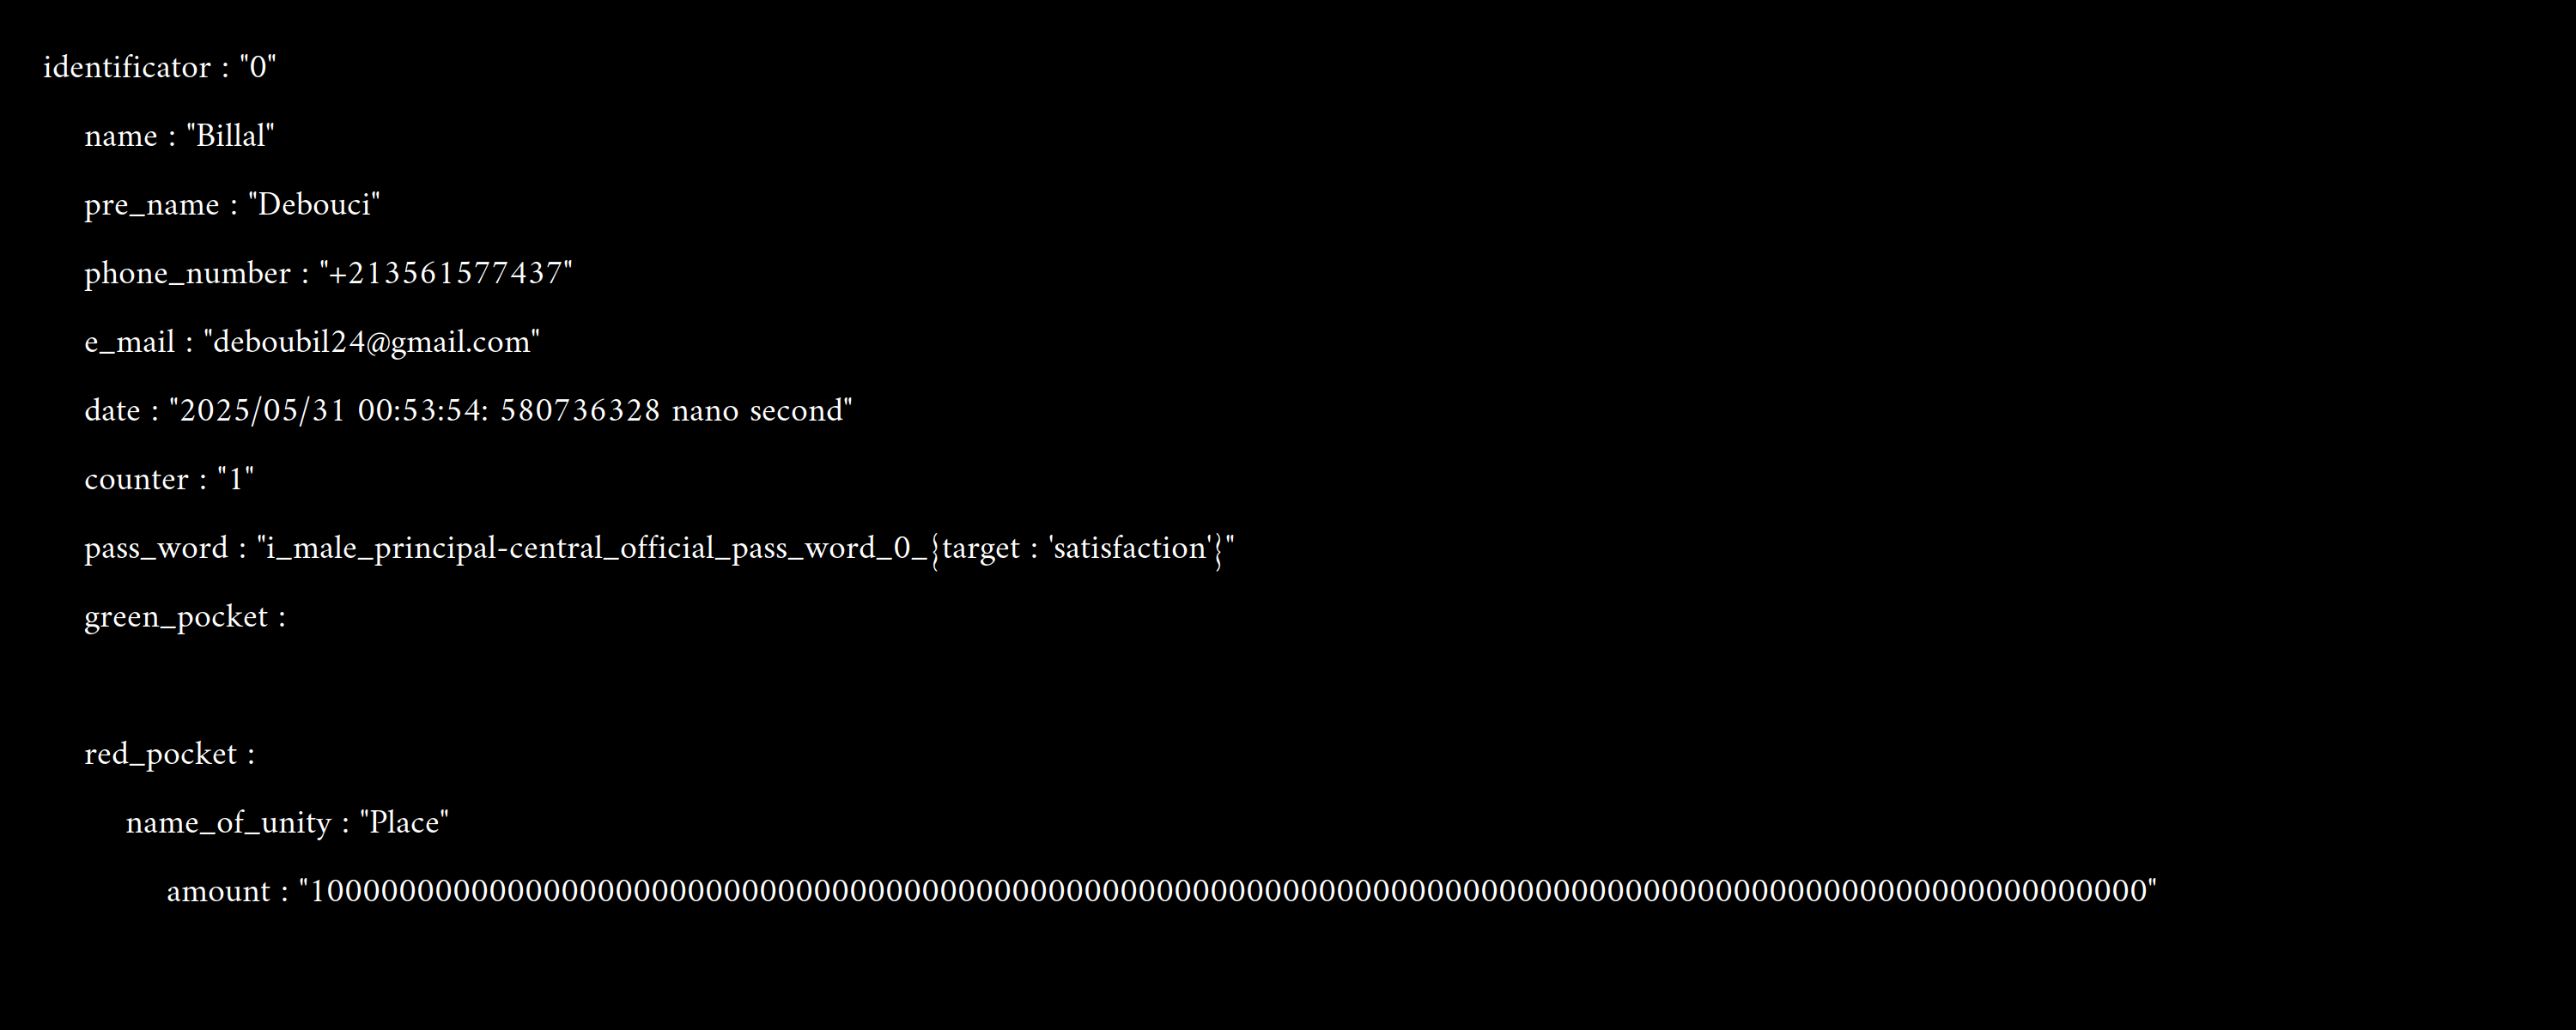 identificator : "0"
name : "Billal"
pre_name : "Debouci"
phone_number : "+213561577437"
e_mail : "deboubil24@gmail.com"
date : "2025/05/31 00:53:54: 580736328 nano second"
counter : "1"
pass_word : "i_male_principal-central_official_pass_word_0_{target : 'satisfaction'}"
green_pocket :
red_pocket :
name_of_unity : "Place"
amount : "10000000000000000000000000000000000000000000000000000000000000000000000000000000000000000000000000000"